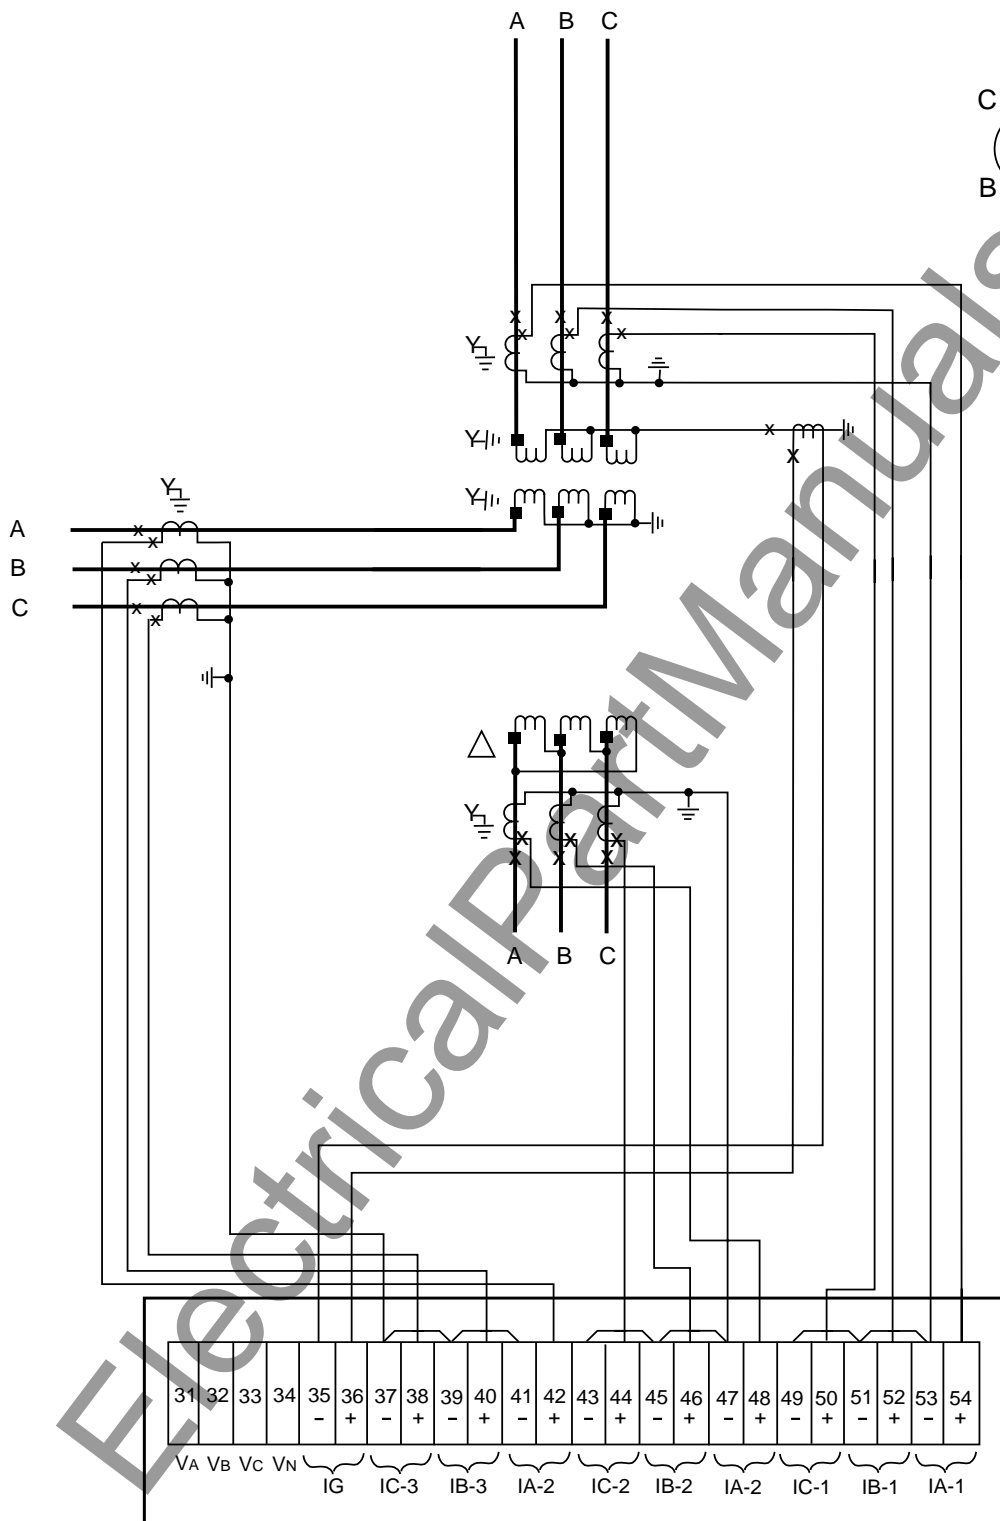 A B C
C
B
x x x
x x x
Y
Y
x
x
Y
Y
A
x
x
B
x
x
C
x
x
Y
x x x
x x x
A B C
31 32 33 34 35 36 37 38 39 40 41 42 43 44 45 46 47 48 49 50 51 52 53 54
– + – + – + – + – + – + – + – + – + – +
VA VB VC VN IG IC-3 IB-3 IA-2 IC-2 IB-2 IA-2 IC-1 IB-1 IA-1
ElectricalPartManuals